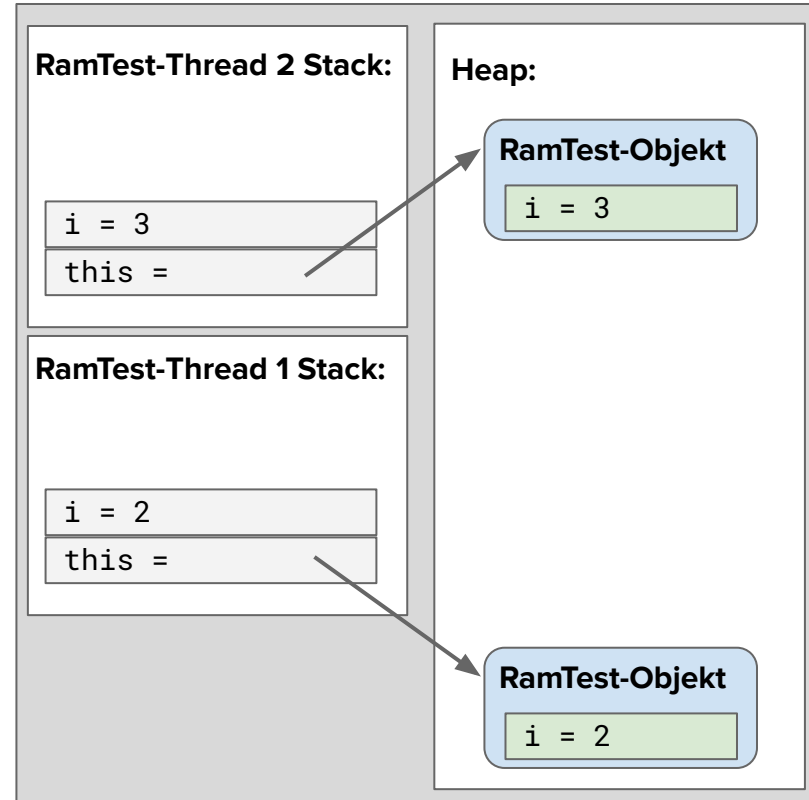 RamTest-Thread 2 Stack:
i = 3
this =
RamTest-Thread 1 Stack:
i = 2
this =
Heap:
RamTest-Objekt
i = 3
RamTest-Objekt
i = 2